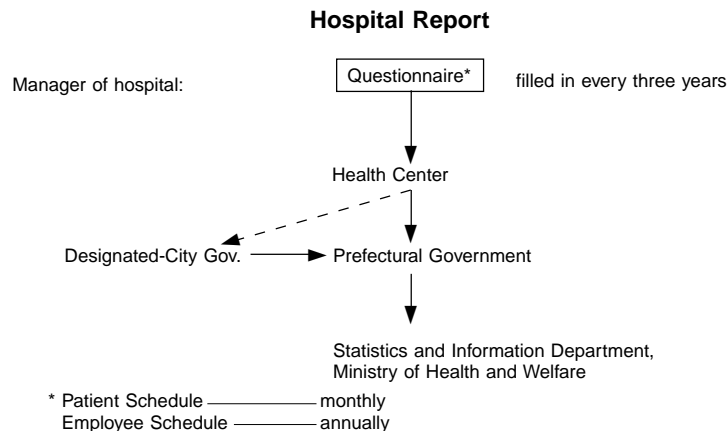 Hospital Report
Manager of hospital: Questionnaire* filled in every three years
Health Center
Designated-City Gov. Prefectural Government
Statistics and Information Department,
Ministry of Health and Welfare
* Patient Schedule monthly
Employee Schedule annually